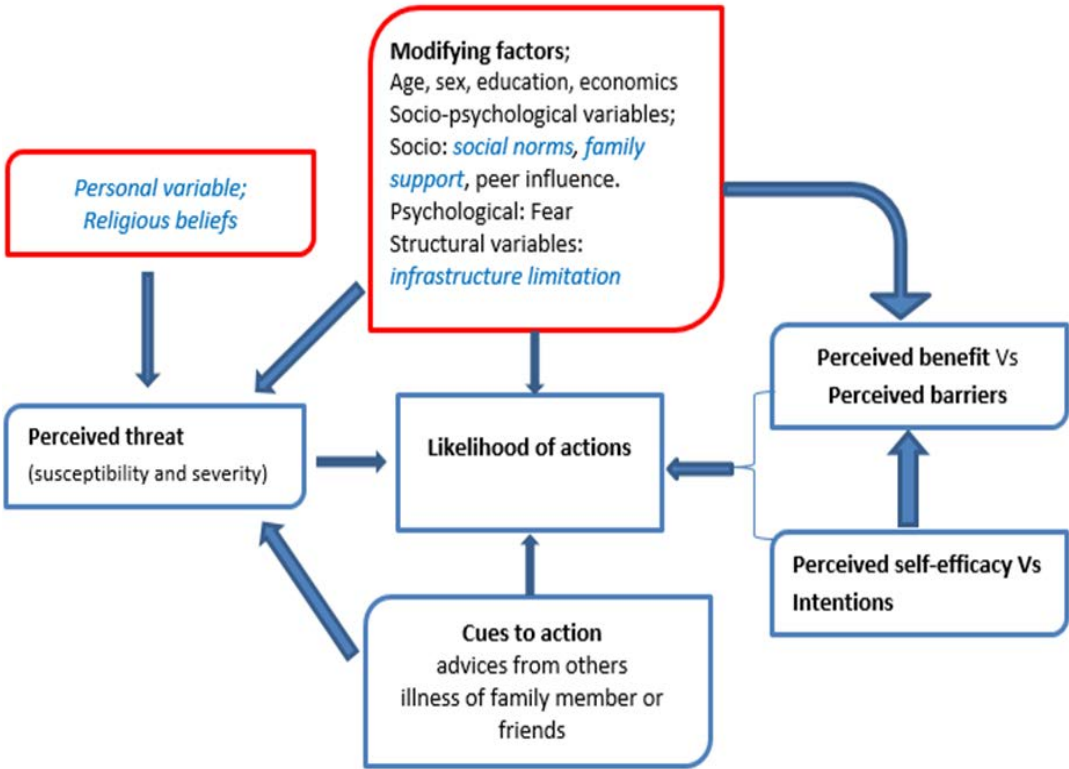 Modifying factors;
Age, sex, education, economics
Socio-psychological variables;
Socio: social norms, family
support, peer influence.
Psychological: Fear
Structural variables:
infrastructure limitation
Personal variable;
Religious beliefs
Perceived benefit Vs
Perceived barriers
Perceived threat
(susceptibility and severity)
Likelihood of actions
Perceived self-efficacy Vs
Intentions
Cues to action
advices from others
illness of family member or
friends